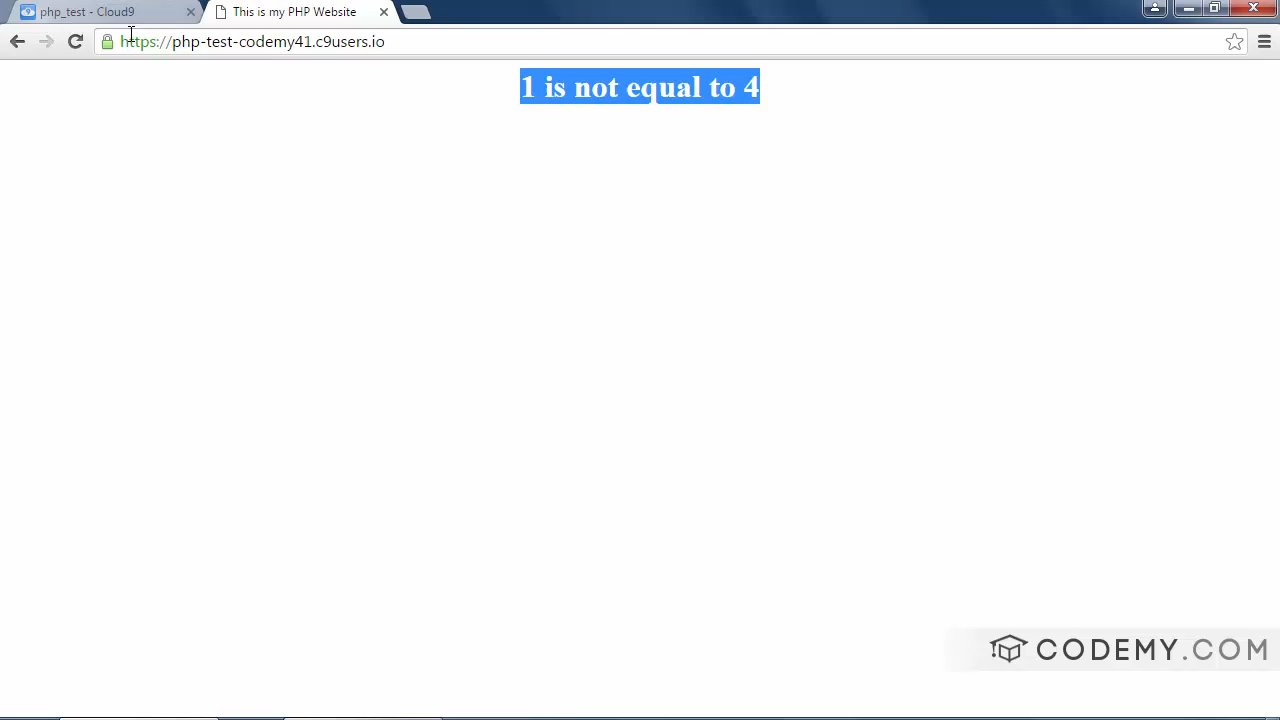 php_test - Cloud9
This is my PHP Website
https://php-test-codemy41.c9users.io
1 is not equal to 4
CODEMY.COM